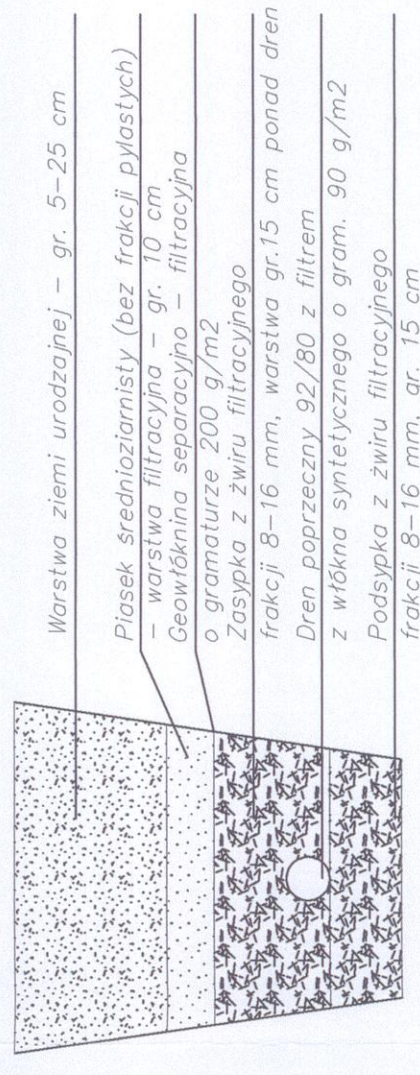 Warstwa ziemi urodzajnej – gr. 5–25 cm
Piasek średnioziarnisty (bez frakcji pylastych)
– warstwa filtracyjna – gr. 10 cm
Geowłóknina separacyjno – filtracyjna
o gramaturze 200 g/m2
Zasypka z żwiru filtracyjnego
frakcji 8–16 mm, warstwa gr.15 cm ponad dren
Dren poprzeczny 92/80 z filtrem
z włókna syntetycznego o gram. 90 g/m2
Podsypka z żwiru filtracyjnego
frakcji 8–16 mm, gr. 15 cm